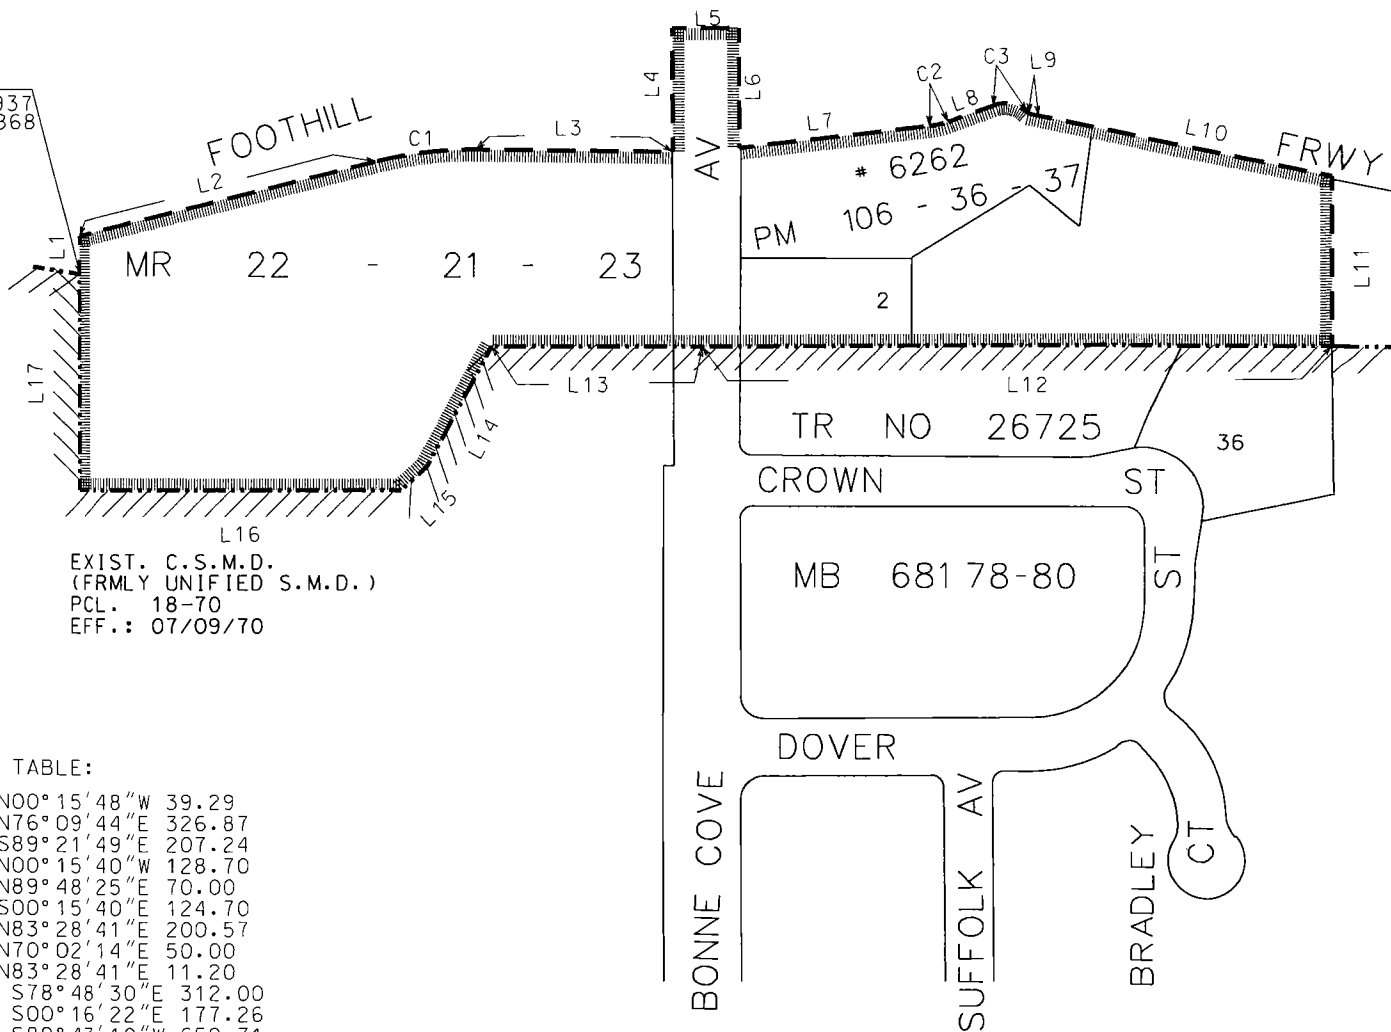 L5
937
368
FOOTHILL
C1
L3
L4
L6
C2
L8
C3
L9
L7
L10
FRWY
L2
AV
# 6262
PM 106 - 36 - 37
L1
MR 22 - 21 - 23
2
L11
L17
L13
L12
L14
L15
L16
TR NO 26725
36
CROWN ST
EXIST. C.S.M.D.
(FRMLY UNIFIED S.M.D.)
PCL. 18-70
EFF.: 07/09/70
MB 681 78-80
ST
DOVER
TABLE:
N00°15'48"W 39.29
N76°09'44"E 326.87
S89°21'49"E 207.24
N00°15'40"W 128.70
N89°48'25"E 70.00
S00°15'40"E 124.70
N83°28'41"E 200.57
N70°02'14"E 50.00
N83°28'41"E 11.20
S78°48'30"E 312.00
S00°16'22"E 177.26
BONNE COVE
SUFFOLK AV
BRADLEY
CT